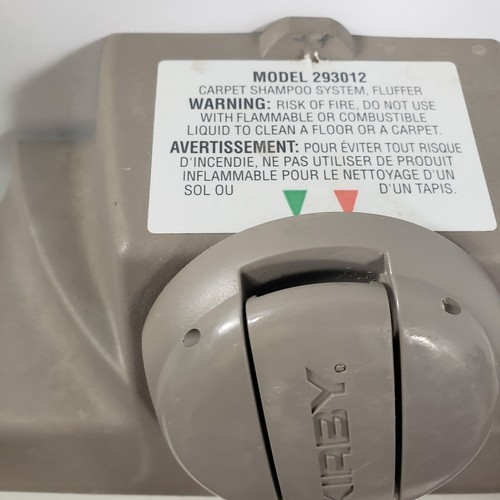 MODEL 293012
CARPET SHAMPOO SYSTEM, FLUFFER
WARNING: RISK OF FIRE, DO NOT USE
WITH FLAMMABLE OR COMBUSTIBLE
LIQUID TO CLEAN A FLOOR OR A CARPET.
AVERTISSEMENT: POUR ÉVITER TOUT RISQUE
D'INCENDIE, NE PAS UTILISER DE PRODUIT
INFLAMMABLE POUR LE NETTOYAGE D'UN
SOL OU D'UN TAPIS.
KIRBY.